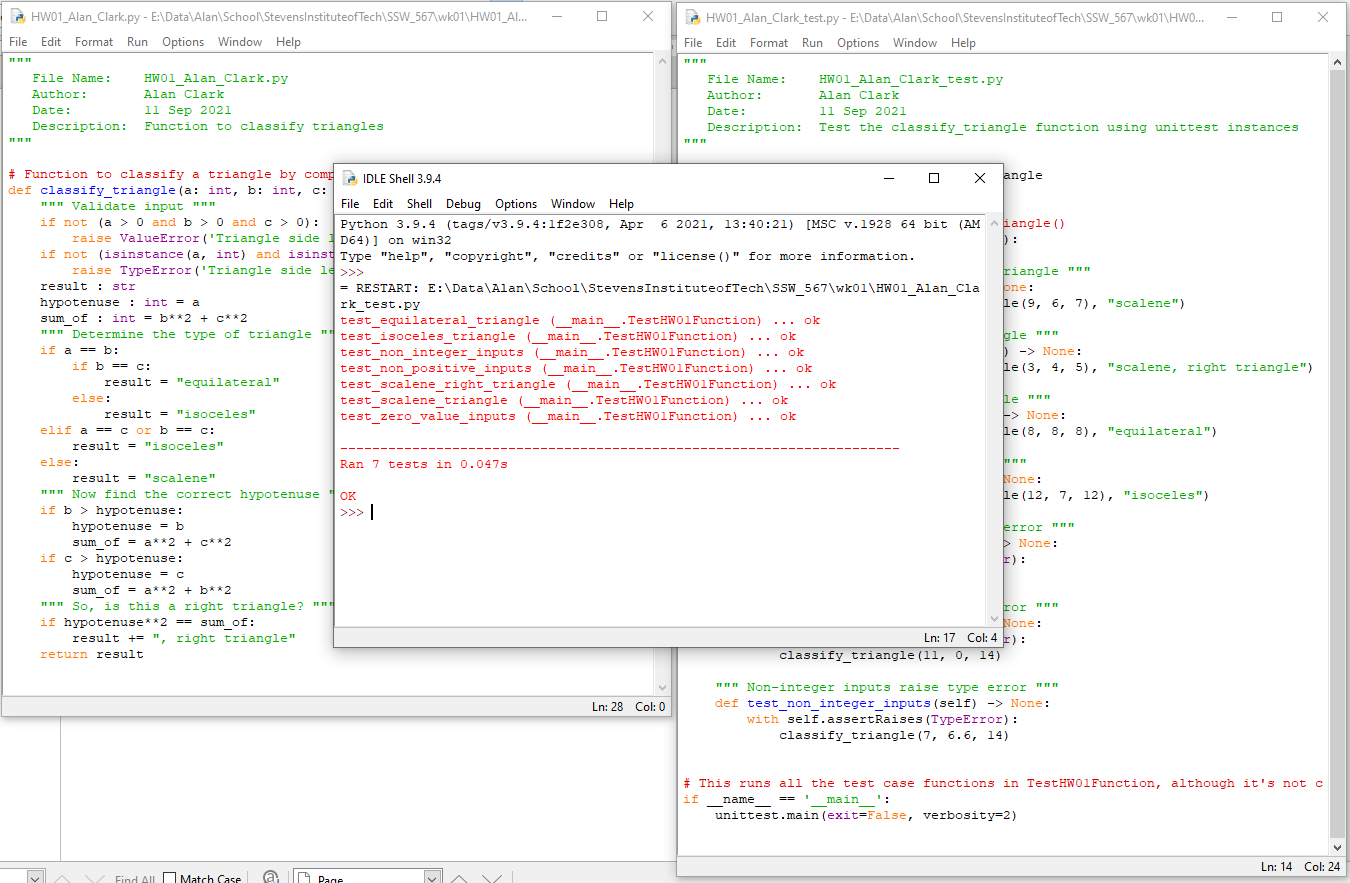 HW01_Alan_Clark.py - E:\Data\Alan\School\StevensInstituteofTech\SSW_567\wk01\HW01_Al...
File Edit Format Run Options Window Help
"""
File Name: HW01_Alan_Clark.py
Author: Alan Clark
Date: 11 Sep 2021
Description: Function to classify triangles
"""
# Function to classify a triangle by comp
def classify_triangle(a: int, b: int, c:
""" Validate input """
if not (a > 0 and b > 0 and c > 0):
raise ValueError('Triangle side l
if not (isinstance(a, int) and isinst
raise TypeError('Triangle side le
result : str
hypotenuse : int = a
sum_of : int = b**2 + c**2
""" Determine the type of triangle ""
if a == b:
if b == c:
result = "equilateral"
else:
result = "isoceles"
elif a == c or b == c:
result = "isoceles"
else:
result = "scalene"
""" Now find the correct hypotenuse "
if b > hypotenuse:
hypotenuse = b
sum_of = a**2 + c**2
if c > hypotenuse:
hypotenuse = c
sum_of = a**2 + b**2
""" So, is this a right triangle? """
if hypotenuse**2 == sum_of:
result += ", right triangle"
return result
Ln: 28 Col: 0
IDLE Shell 3.9.4
File Edit Shell Debug Options Window Help
Python 3.9.4 (tags/v3.9.4:1f2e308, Apr 6 2021, 13:40:21) [MSC v.1928 64 bit (AM
D64)] on win32
Type "help", "copyright", "credits" or "license()" for more information.
>>>
= RESTART: E:\Data\Alan\School\StevensInstituteofTech\SSW_567\wk01\HW01_Alan_Cla
rk_test.py
test_equilateral_triangle (__main__.TestHW01Function) ... ok
test_isoceles_triangle (__main__.TestHW01Function) ... ok
test_non_integer_inputs (__main__.TestHW01Function) ... ok
test_non_positive_inputs (__main__.TestHW01Function) ... ok
test_scalene_right_triangle (__main__.TestHW01Function) ... ok
test_scalene_triangle (__main__.TestHW01Function) ... ok
test_zero_value_inputs (__main__.TestHW01Function) ... ok
----------------------------------------------------------------------
Ran 7 tests in 0.047s
OK
>>>
Ln: 17 Col: 4
HW01_Alan_Clark_test.py - E:\Data\Alan\School\StevensInstituteofTech\SSW_567\wk01\HW0...
File Edit Format Run Options Window Help
"""
File Name: HW01_Alan_Clark_test.py
Author: Alan Clark
Date: 11 Sep 2021
Description: Test the classify_triangle function using unittest instances
"""
angle
iangle()
):
riangle """
one:
le(9, 6, 7), "scalene")
gle """
) -> None:
le(3, 4, 5), "scalene, right triangle")
le """
-> None:
le(8, 8, 8), "equilateral")
"""
None:
le(12, 7, 12), "isoceles")
error """
> None:
r):
ror """
None:
r):
classify_triangle(11, 0, 14)
""" Non-integer inputs raise type error """
def test_non_integer_inputs(self) -> None:
with self.assertRaises(TypeError):
classify_triangle(7, 6.6, 14)
# This runs all the test case functions in TestHW01Function, although it's not c
if __name__ == '__main__':
unittest.main(exit=False, verbosity=2)
Ln: 14 Col: 24
Find All Match Case Page